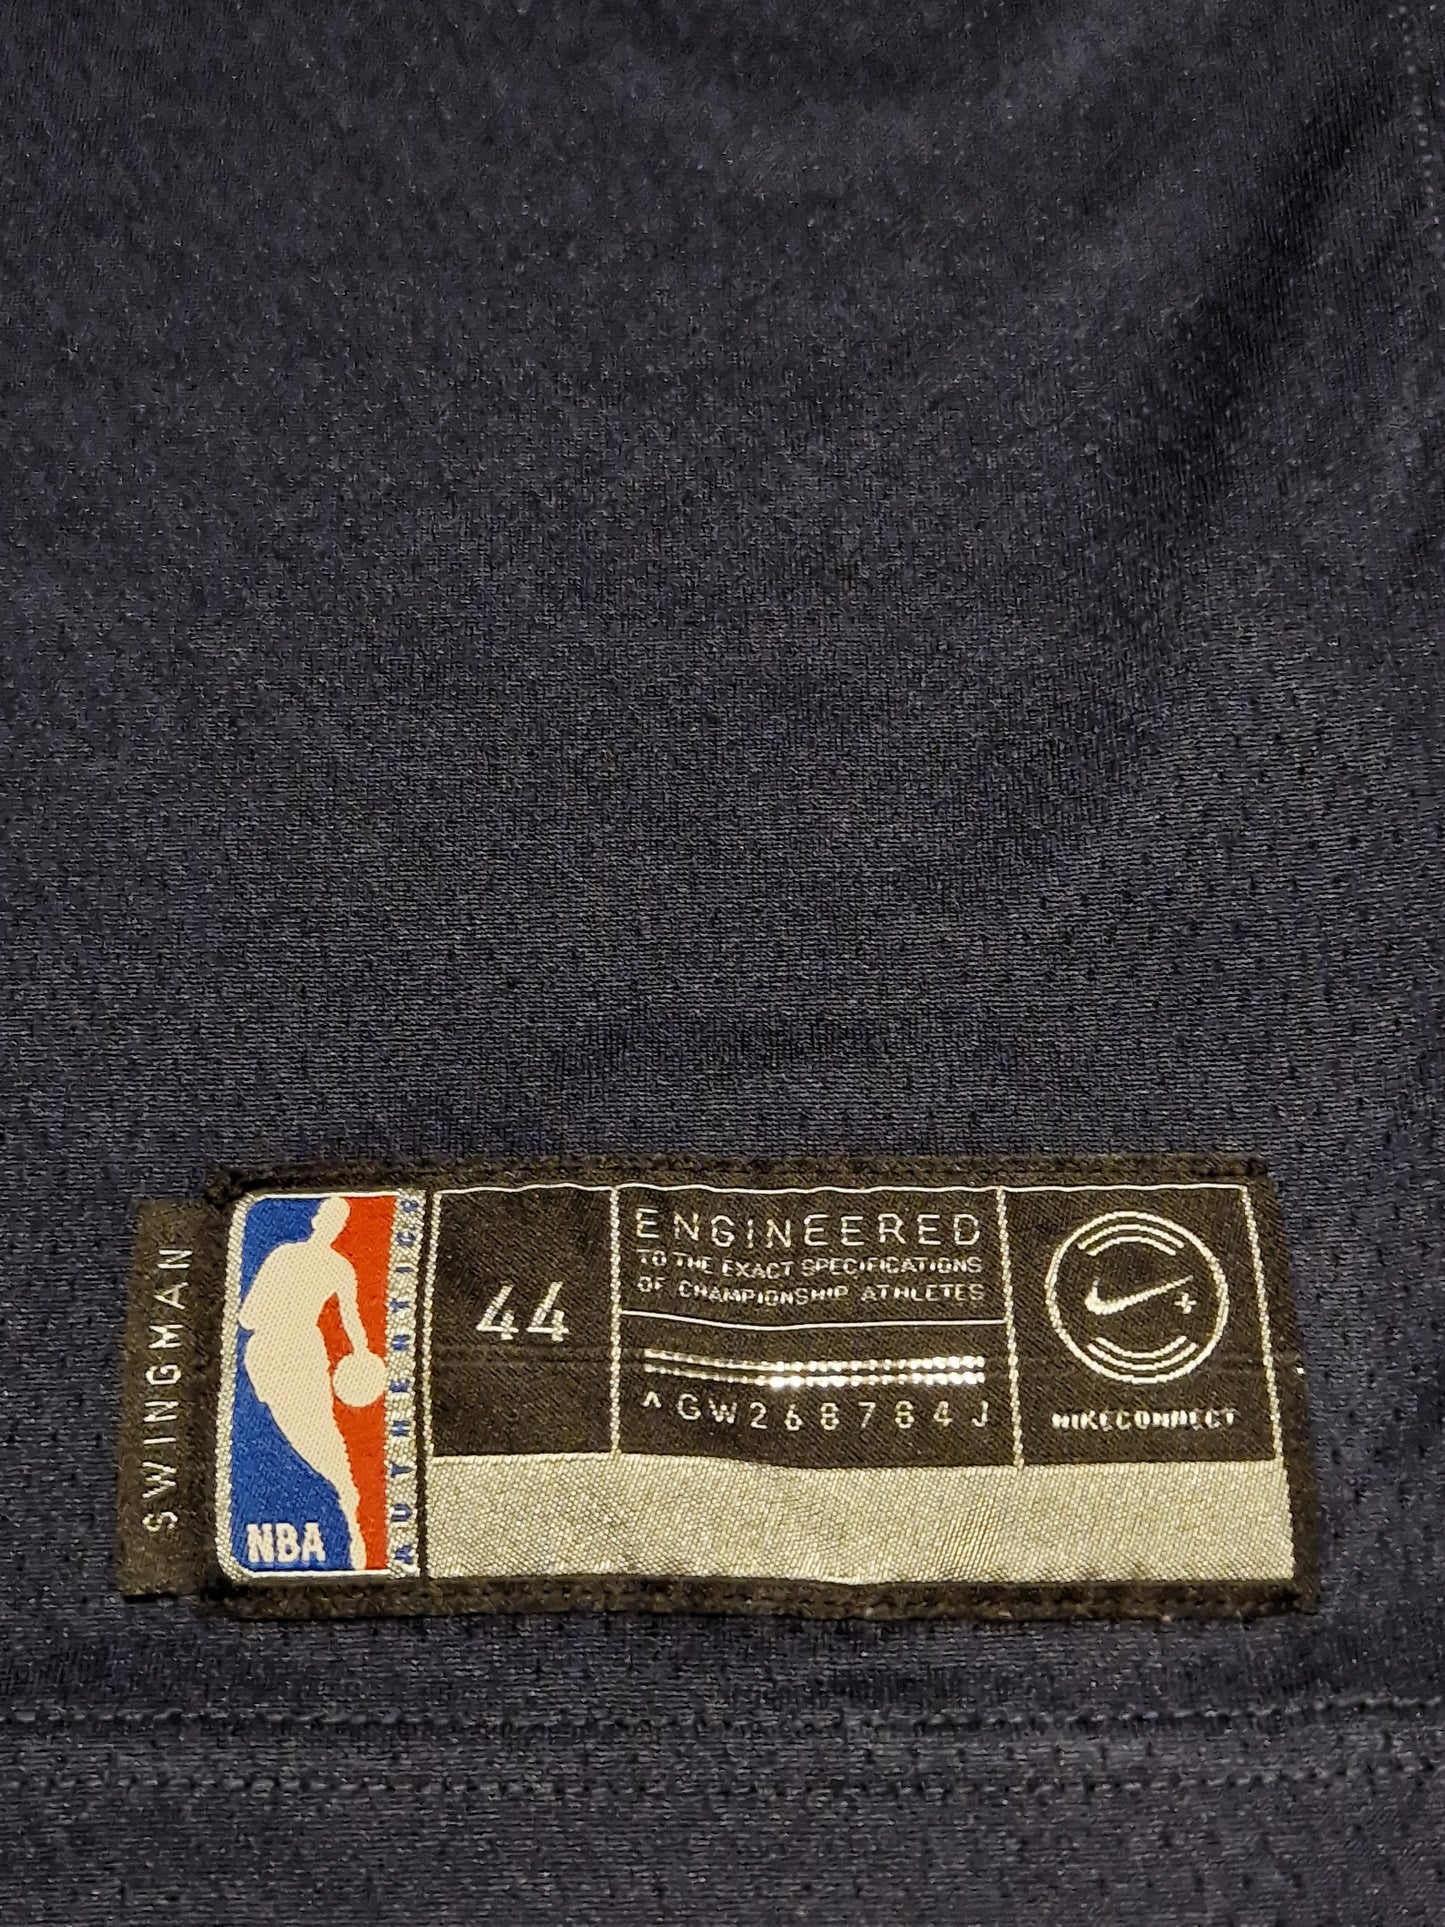 SWINGMAN
NBA
AUTHENTICS
44
ENGINEERED
TO THE EXACT SPECIFICATIONS
OF CHAMPIONSHIP ATHLETES
^GW268784J
NIKECONNECT